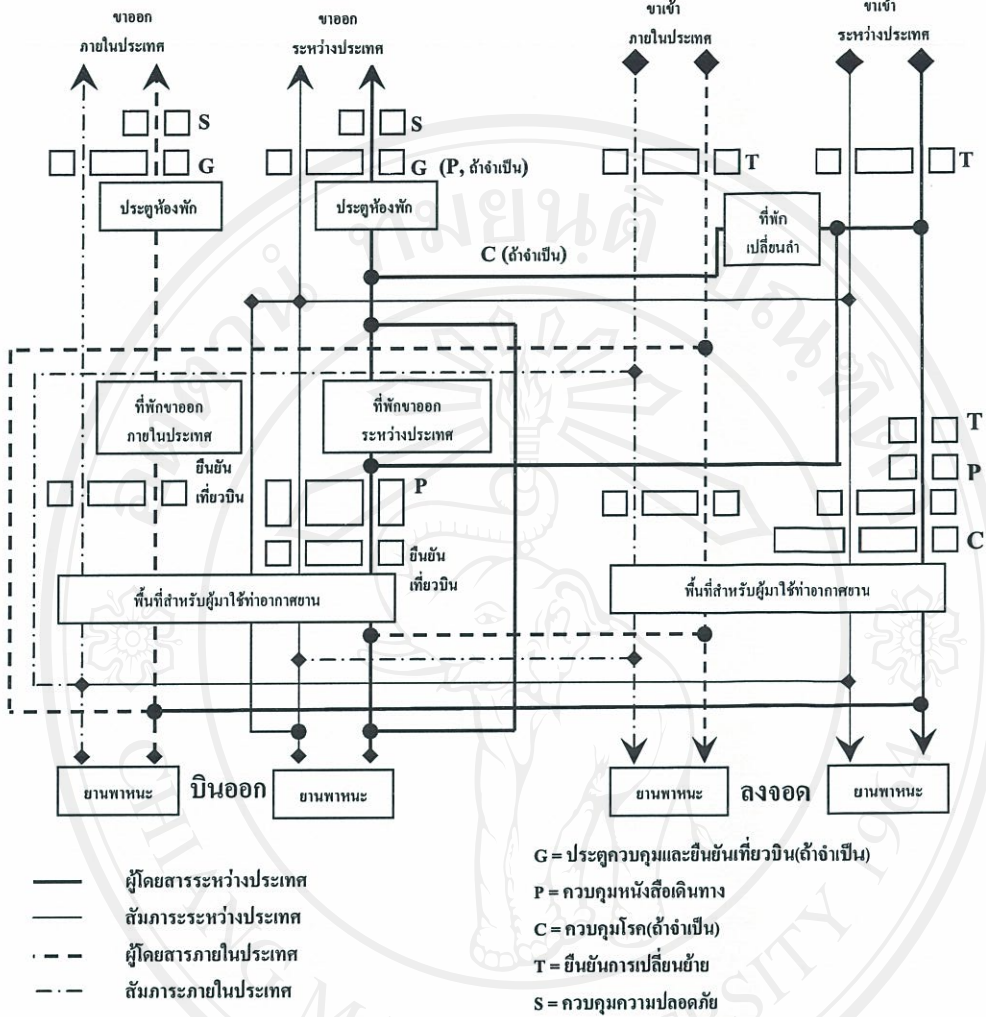 ขาออก
ภายในประเทศ
ขาออก
ระหว่างประเทศ
ขาเข้า
ภายในประเทศ
ขาเข้า
ระหว่างประเทศ
S
S
G
G (P, ถ้าจำเป็น)
T
T
ประตูห้องพัก
ประตูห้องพัก
ที่พัก
เปลี่ยนลำ
C (ถ้าจำเป็น)
ที่พักขาออก
ภายในประเทศ
ที่พักขาออก
ระหว่างประเทศ
T
P
ยืนยัน
เที่ยวบิน
P
C
ยืนยัน
เที่ยวบิน
พื้นที่สำหรับผู้มาใช้ท่าอากาศยาน
พื้นที่สำหรับผู้มาใช้ท่าอากาศยาน
ยานพาหนะ
บินออก
ยานพาหนะ
ยานพาหนะ
ลงจอด
ยานพาหนะ
ผู้โดยสารระหว่างประเทศ
สัมภาระระหว่างประเทศ
ผู้โดยสารภายในประเทศ
สัมภาระภายในประเทศ
G = ประตูควบคุมและยืนยันเที่ยวบิน(ถ้าจำเป็น)
P = ควบคุมหนังสือเดินทาง
C = ควบคุมโรค(ถ้าจำเป็น)
T = ยืนยันการเปลี่ยนย้าย
S = ควบคุมความปลอดภัย